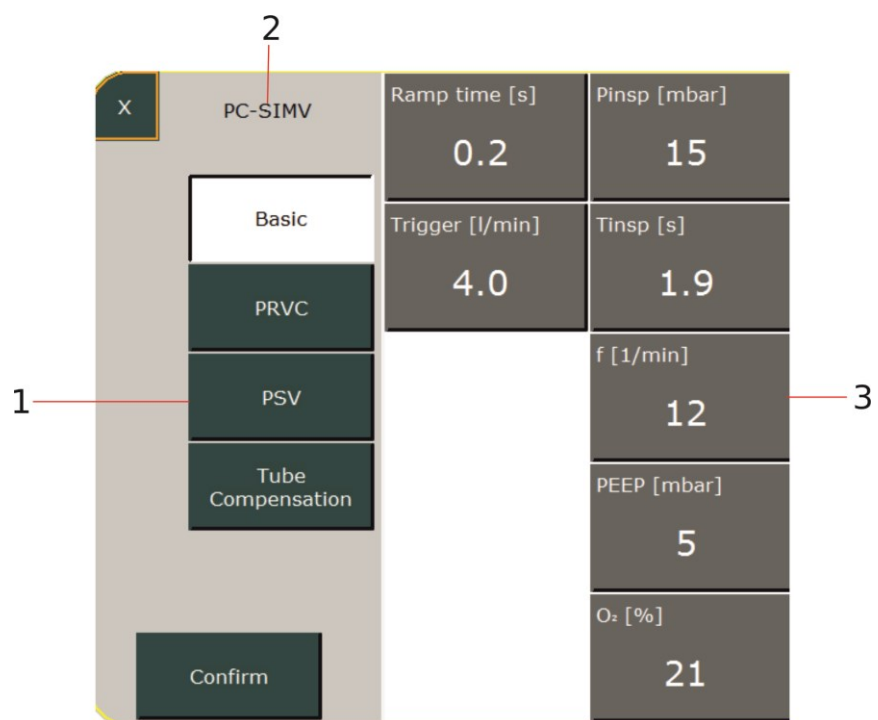 2
X
PC-SIMV
Basic
PRVC
PSV
Tube
Compensation
Confirm
1
Ramp time [s]
0.2
Trigger [l/min]
4.0
Pinsp [mbar]
15
Tinsp [s]
1.9
f [1/min]
12
PEEP [mbar]
5
O₂ [%]
21
3